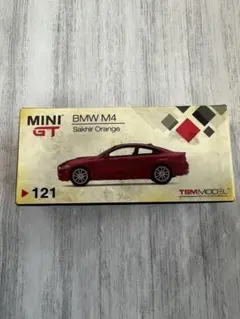 MINI
GT
BMW M4
Sakhir Orange
121
TSMMODEL